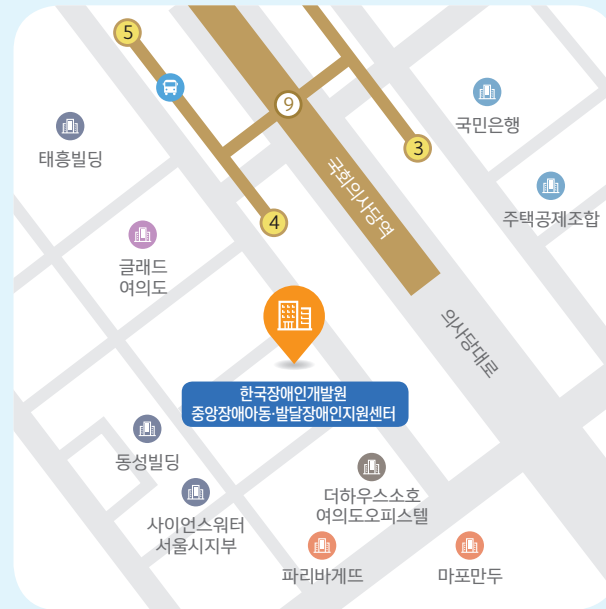 5
9
국민은행
태흥빌딩
3
국회의사당역
주택공제조합
4
글래드
여의도
의사당대로
한국장애인개발원
중앙장애아동·발달장애인지원센터
동성빌딩
더하우스소호
여의도오피스텔
사이언스워터
서울시지부
파리바게뜨
마포만두